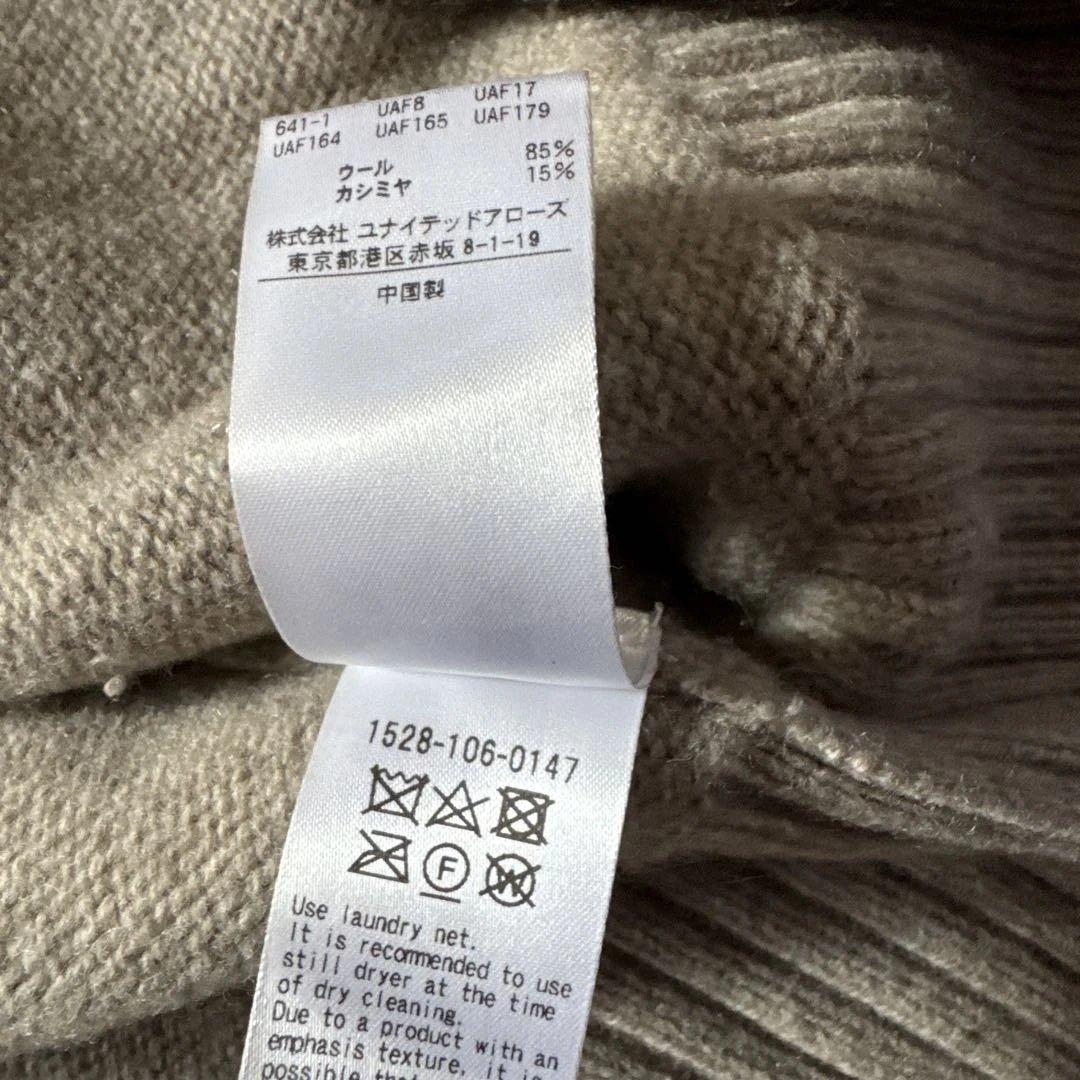 641-1 UAF8 UAF17
UAF164 UAF165 UAF179
ウール 85%
カシミヤ 15%
株式会社 ユナイテッドアローズ
東京都港区赤坂 8-1-19
中国製
1528-106-0147
F
W
Use laundry net.
It is recommended to use
still dryer at the time
of dry cleaning.
Due to a product with an
emphasis texture, it is
possible that